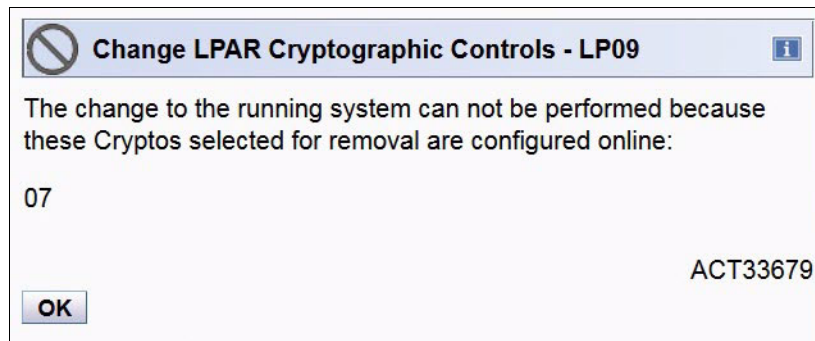 Change LPAR Cryptographic Controls - LP09
i
The change to the running system can not be performed because
these Cryptos selected for removal are configured online:
07
ACT33679
OK